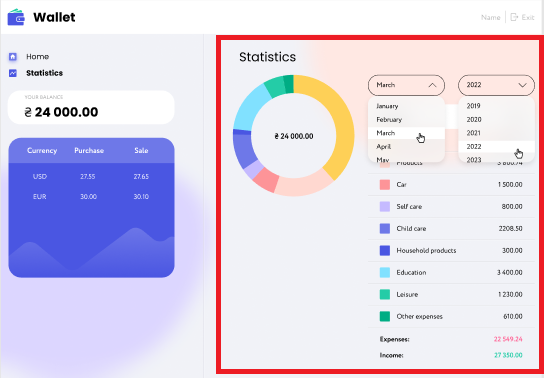 Wallet
Name
Exit
Home
Statistics
YOUR BALANCE
₴ 24 000.00
Currency Purchase Sale
USD 27.55 27.65
EUR 30.00 30.10
Statistics
₴ 24 000.00
March 2022
January 2019
February 2020
March 2021
April 2022
May 2023
Products
Car 1 500.00
Self care 800.00
Child care 2208.50
Household products 300.00
Education 3 400.00
Leisure 1 230.00
Other expenses 610.00
Expenses: 22 549.24
Income: 27 350.00